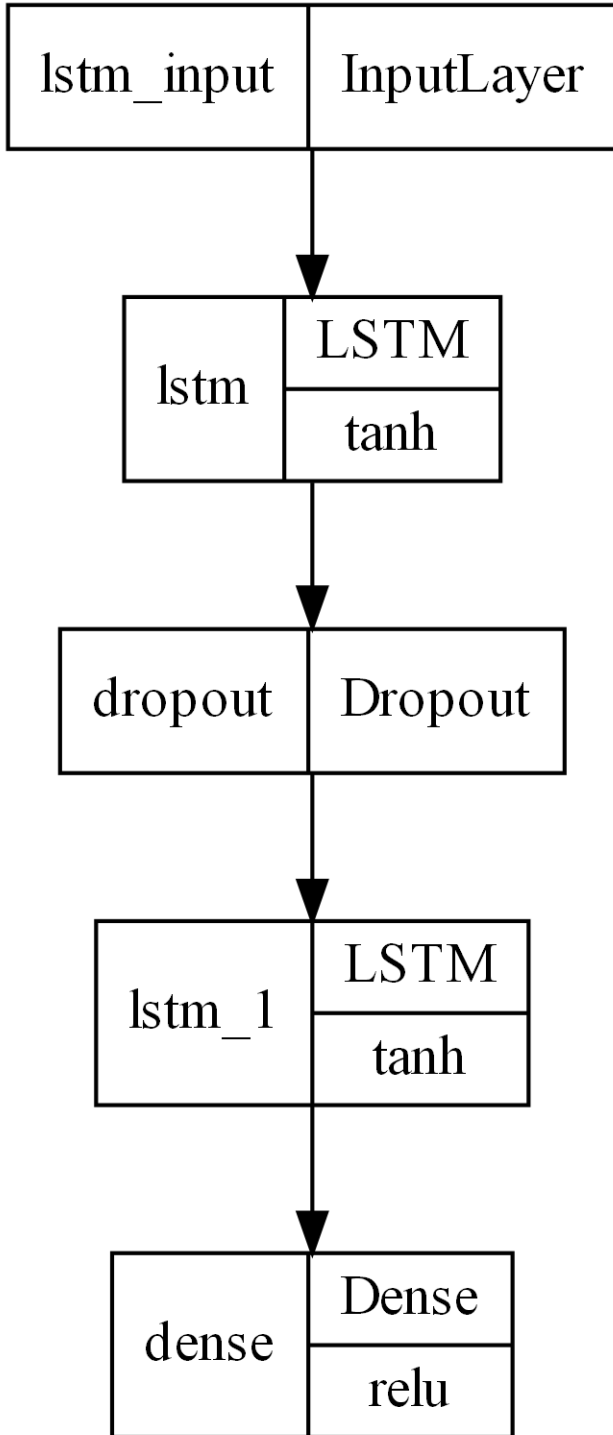 lstm_input InputLayer
lstm LSTM
tanh
dropout Dropout
lstm_1 LSTM
tanh
dense Dense
relu